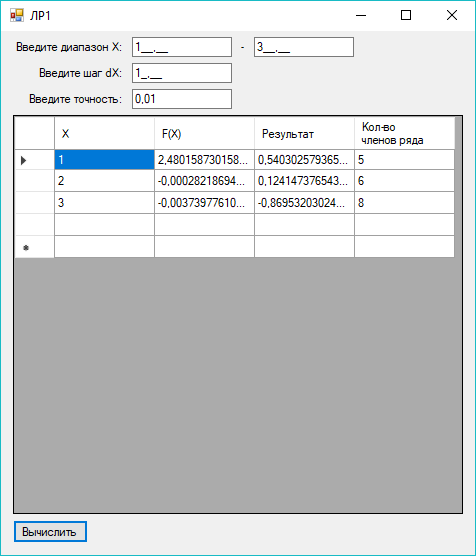 ЛР1
Введите диапазон X: 1__,__ - 3__,__
Введите шаг dX: 1_,__
Введите точность: 0,01
X F(X) Результат Кол-во
членов ряда
1 2,480158730158... 0,540302579365... 5
2 -0,00028218694... 0,124147376543... 6
3 -0,00373977610... -0,86953203024... 8
Вычислить